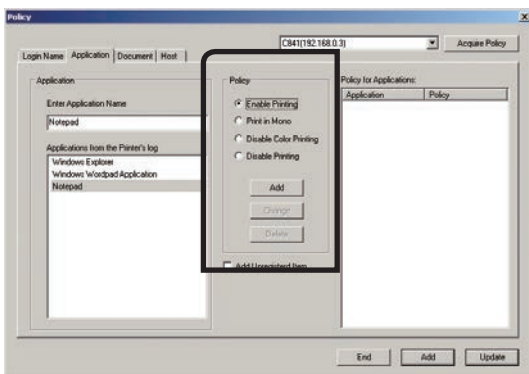 Policy
C841(192.168.0.3)
Acquire Policy
Login Name
Application
Document
Host
Application
Enter Application Name
Notepad
Applications from the Printer's log
Windows Explorer
Windows Wordpad Application
Notepad
Policy
Enable Printing
Print in Mono
Disable Color Printing
Disable Printing
Add
Change
Delete
Add Unregisterd Item
Policy for Applications:
Application
Policy
End
Add
Update